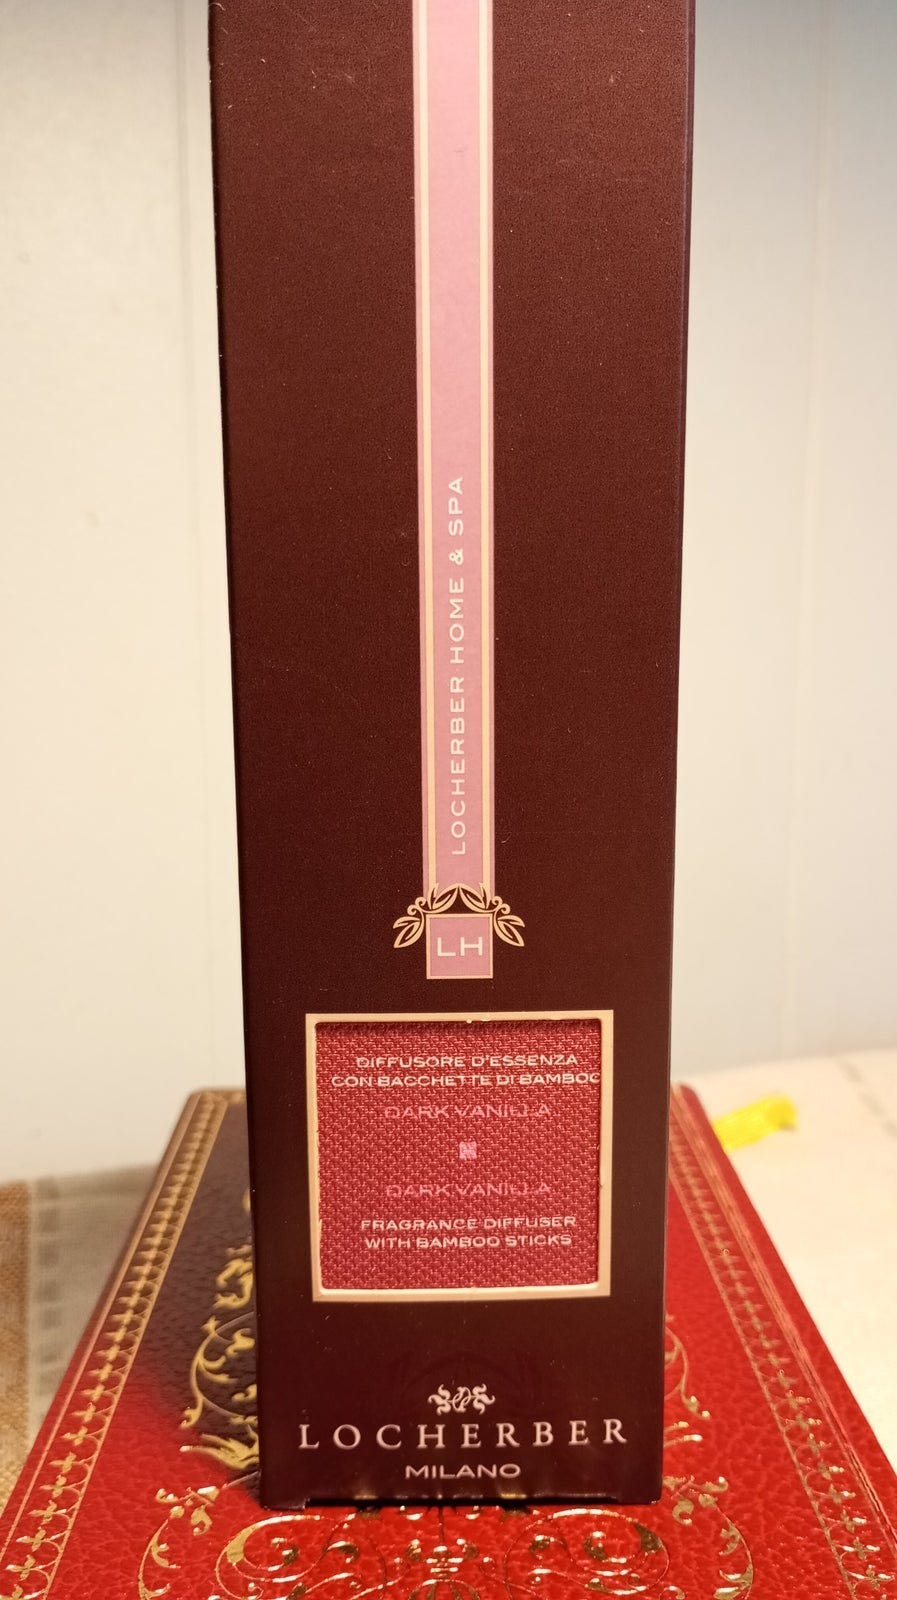 LOCHERBER HOME & SPA
LH
DIFFUSORE D'ESSENZA
CON BACCHETTE DI BAMBOO
DARK VANILLA
DARK VANILLA
FRAGRANCE DIFFUSER
WITH BAMBOO STICKS
LOCHERBER
MILANO